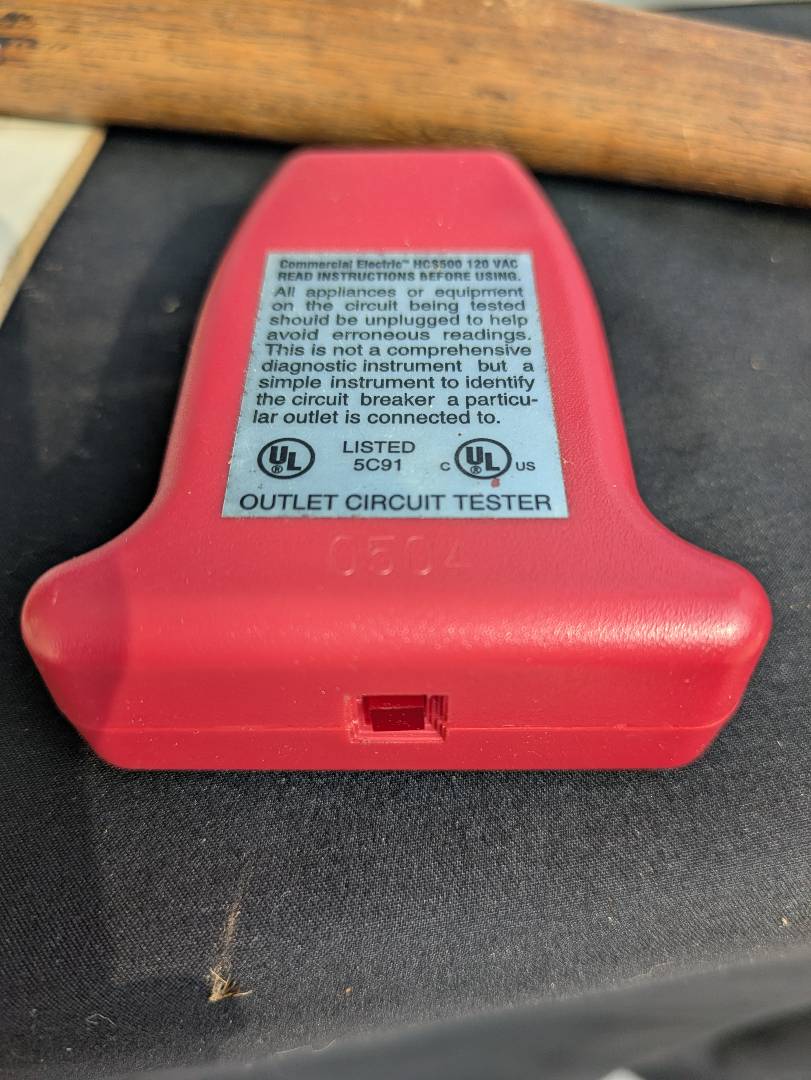 Commercial Electric™ HCS500 120 VAC
READ INSTRUCTIONS BEFORE USING.
All appliances or equipment
on the circuit being tested
should be unplugged to help
avoid erroneous readings.
This is not a comprehensive
diagnostic instrument but a
simple instrument to identify
the circuit breaker a particu-
lar outlet is connected to.
UL ® LISTED 5C91 C UL ® US
OUTLET CIRCUIT TESTER
0504